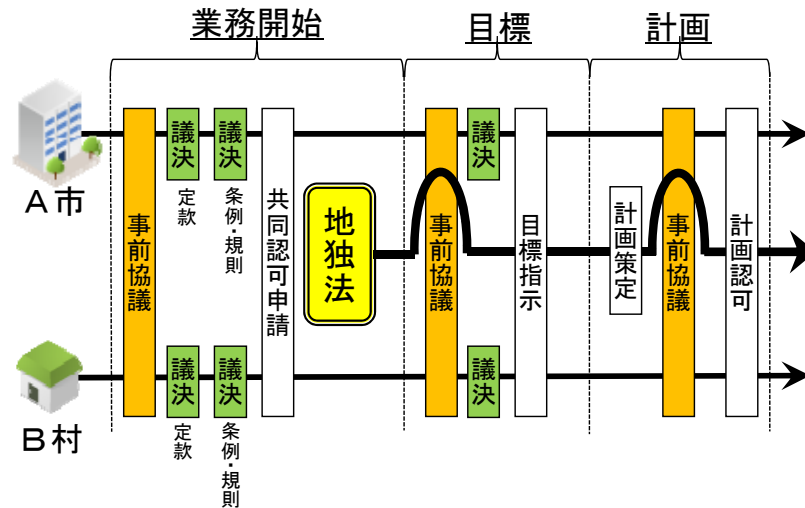 業務開始
目標
計画
A市
事前協議
議決
定款
議決
条例・規則
共同認可申請
地独法
事前協議
議決
目標指示
計画策定
事前協議
計画認可
B村
議決
定款
議決
条例・規則
議決